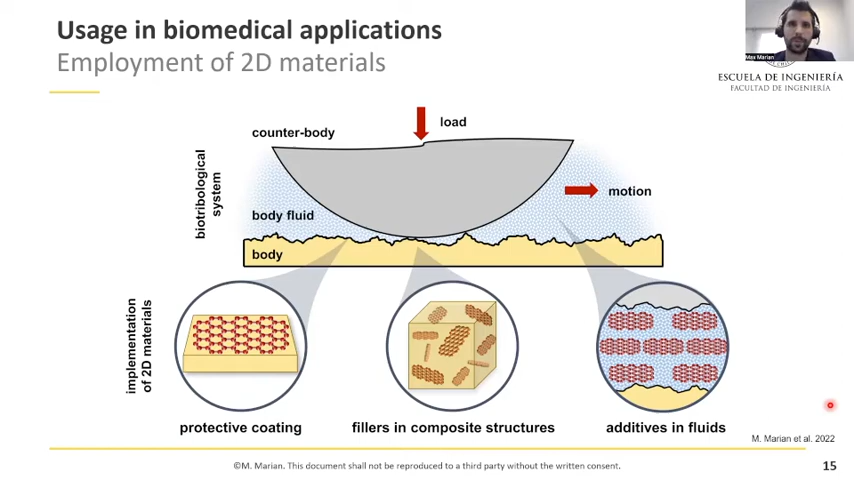 Usage in biomedical applications
Employment of 2D materials
Max Marian
ESCUELA DE INGENIERÍA
FACULTAD DE INGENIERÍA
load
counter-body
biotribological
system
motion
body fluid
body
implementation
of 2D materials
protective coating
fillers in composite structures
additives in fluids
M. Marian et al. 2022
©M. Marian. This document shall not be reproduced to a third party without the written consent.
15